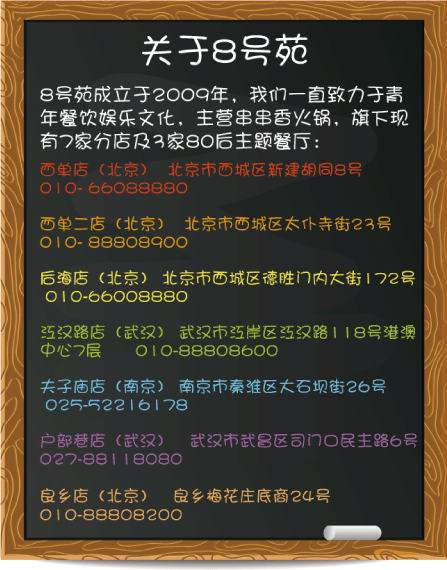 关于8号苑
8号苑成立于2009年，我们一直致力于青
年餐饮娱乐文化，主营串串香火锅，旗下现
有7家分店及3家80后主题餐厅：
西单店（北京） 北京市西城区新建胡同8号
010- 66088880
西单二店（北京） 北京市西城区太仆寺街23号
010- 88808900
后海店（北京） 北京市西城区德胜门内大街172号
010-66008880
江汉路店（武汉） 武汉市江岸区江汉路118号港澳
中心7层 010-88808600
夫子庙店（南京） 南京市秦淮区大石坝街26号
025-52216178
户部巷店（武汉） 武汉市武昌区司门口民主路6号
027-88118080
良乡店（北京） 良乡梅花庄底商24号
010-88808200